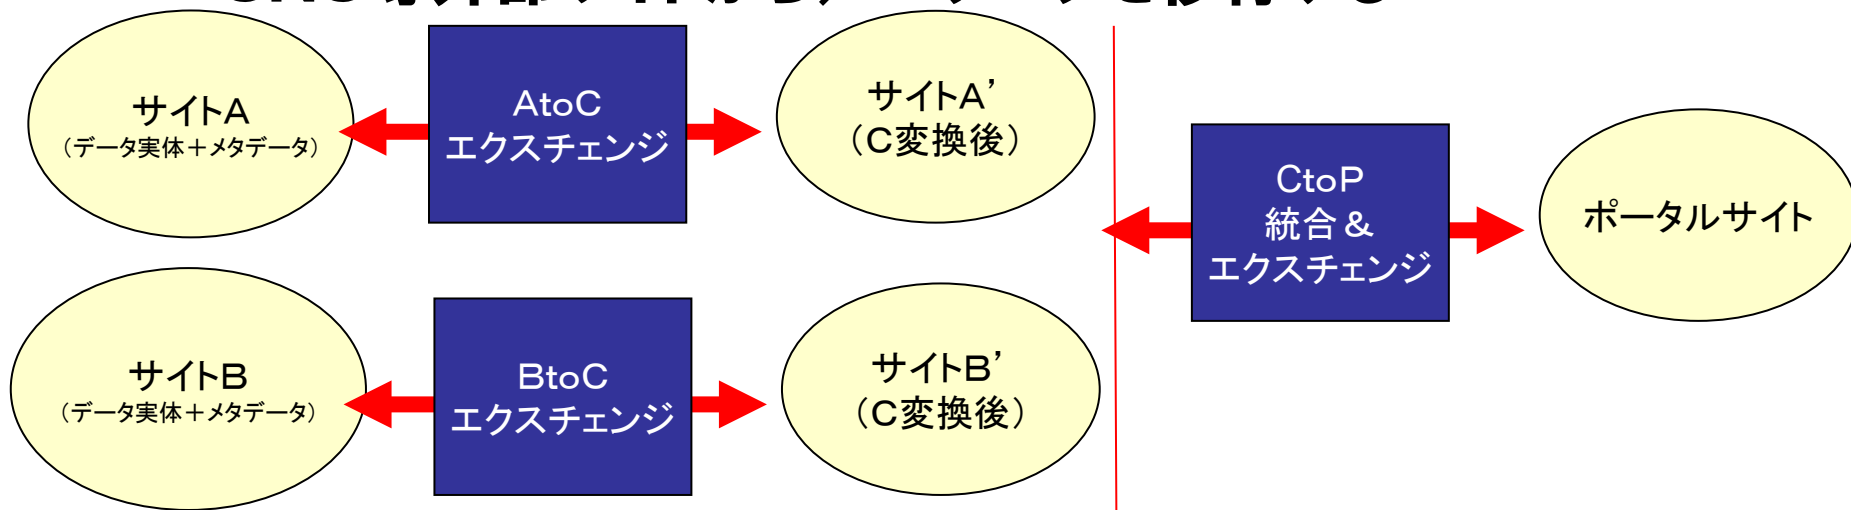 サイトA
（データ実体＋メタデータ）
AtoC
エクスチェンジ
サイトA’
（C変換後）
CtoP
統合＆
エクスチェンジ
ポータルサイト
サイトB
（データ実体＋メタデータ）
BtoC
エクスチェンジ
サイトB’
（C変換後）